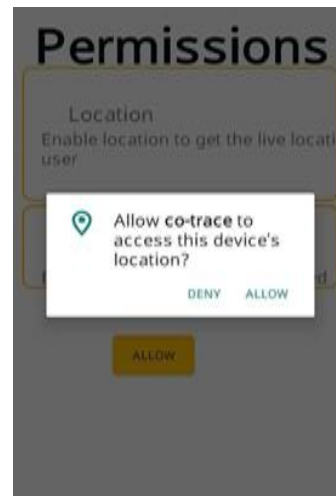 Permissions
Location
Enable location to get the live locati
user
Allow co-trace to
access this device's
location?
DENY ALLOW
ALLOW